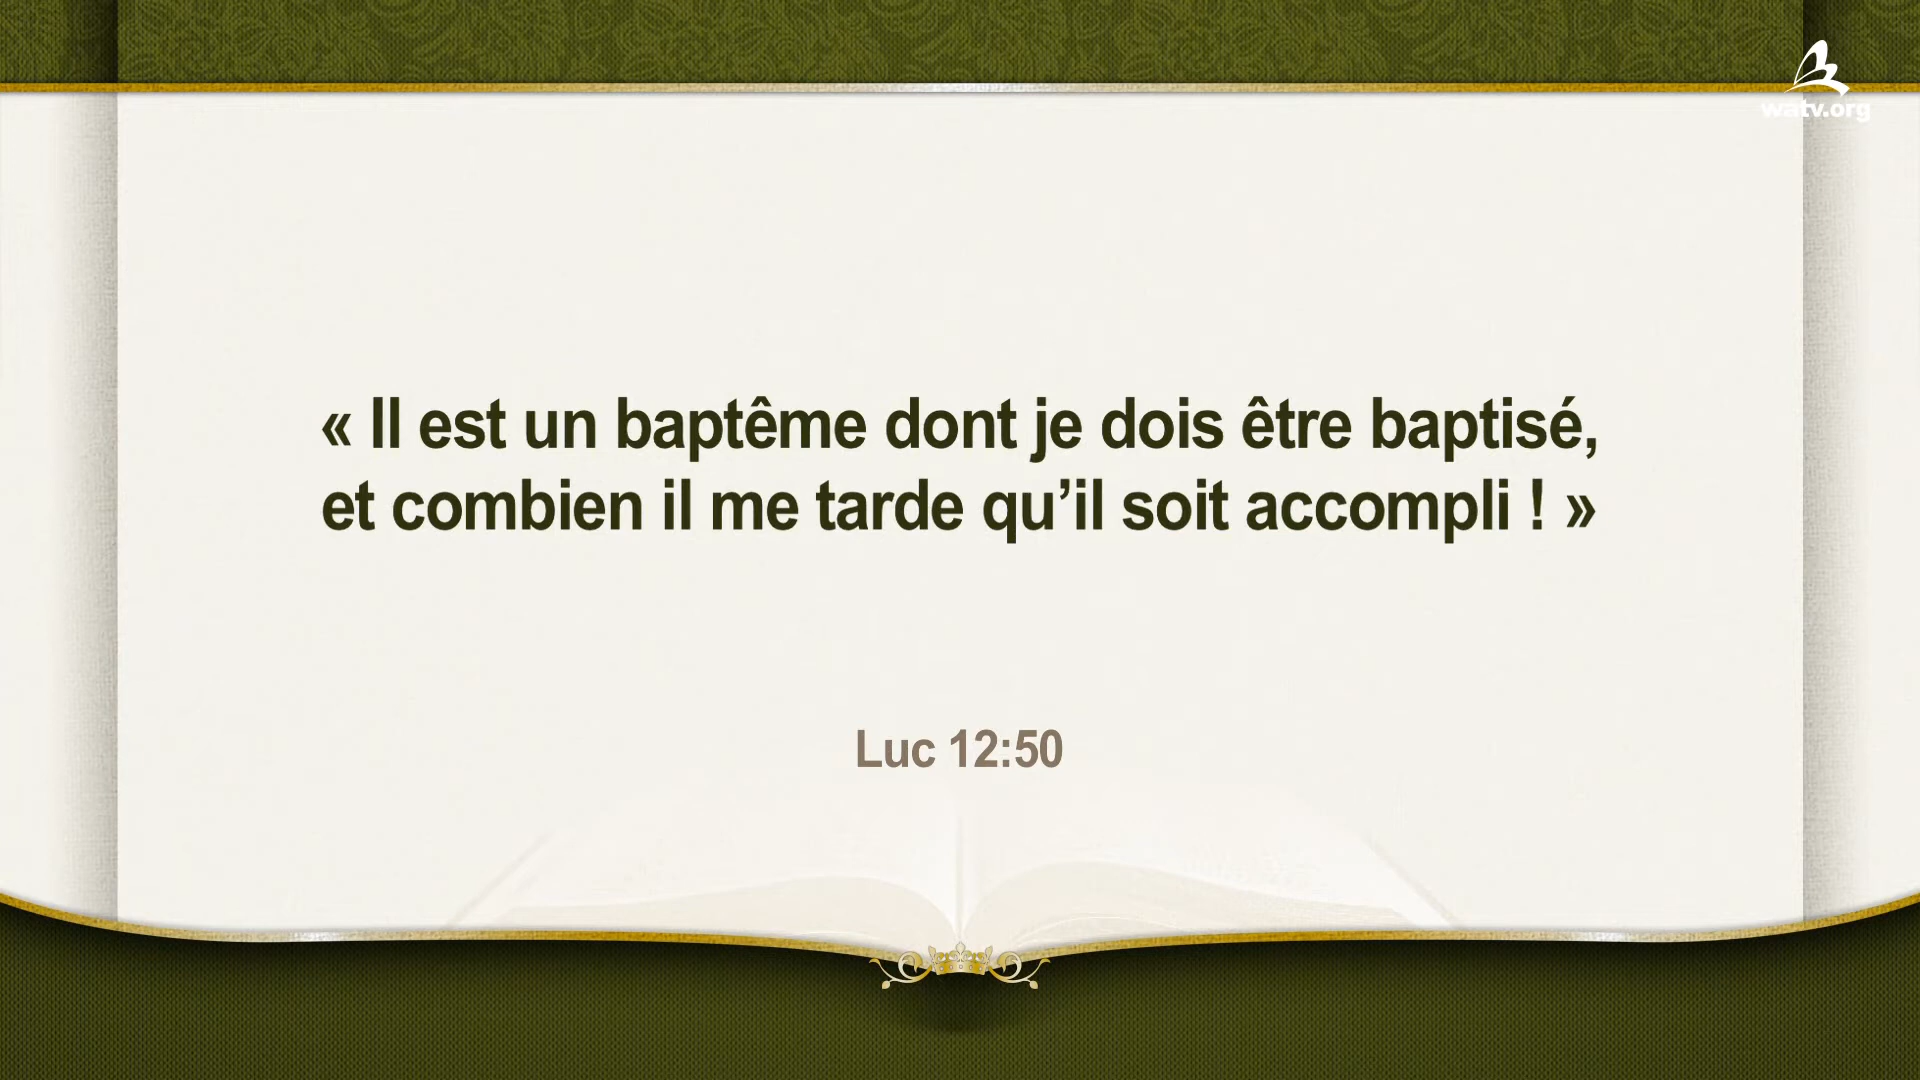 watv.org
« Il est un baptême dont je dois être baptisé,
et combien il me tarde qu’il soit accompli ! »
Luc 12:50